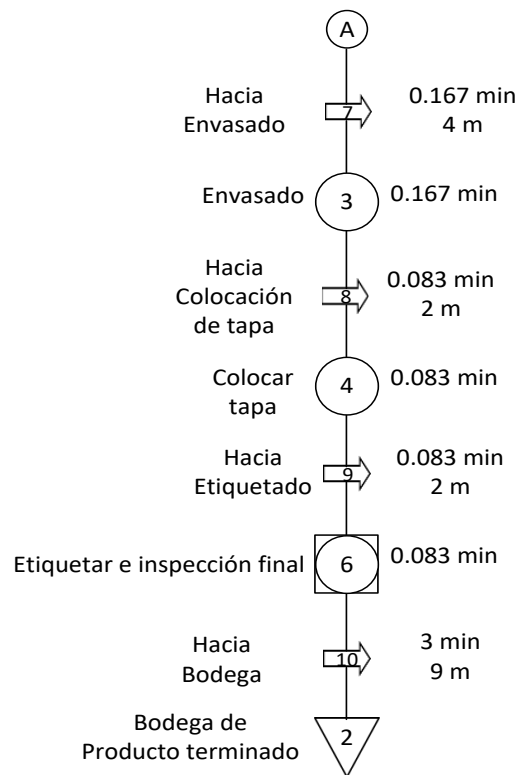 A
Hacia
Envasado
7
0.167 min
4 m
Envasado
3
0.167 min
Hacia
Colocación
de tapa
8
0.083 min
2 m
Colocar
tapa
4
0.083 min
Hacia
Etiquetado
9
0.083 min
2 m
Etiquetar e inspección final
6
0.083 min
Hacia
Bodega
10
3 min
9 m
Bodega de
Producto terminado
2